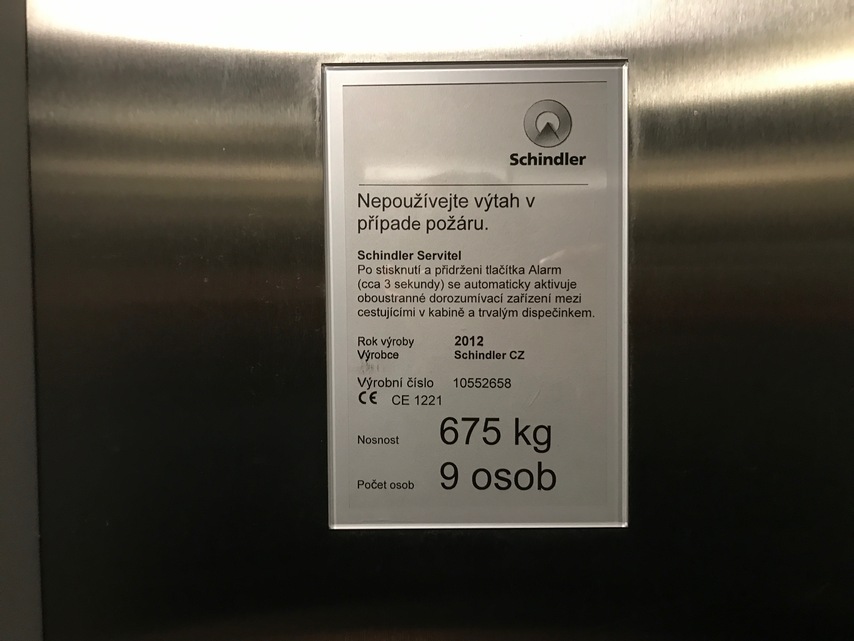 Schindler
Nepoužívejte výtah v
případe požáru.
Schindler Servitel
Po stisknutí a přidrženi tlačítka Alarm
(cca 3 sekundy) se automaticky aktivuje
oboustranné dorozumívací zařízení mezi
cestujícími v kabině a trvalým dispečinkem.
Rok výroby 2012
Výrobce Schindler CZ
Výrobní číslo 10552658
CE CE 1221
Nosnost 675 kg
Počet osob 9 osob